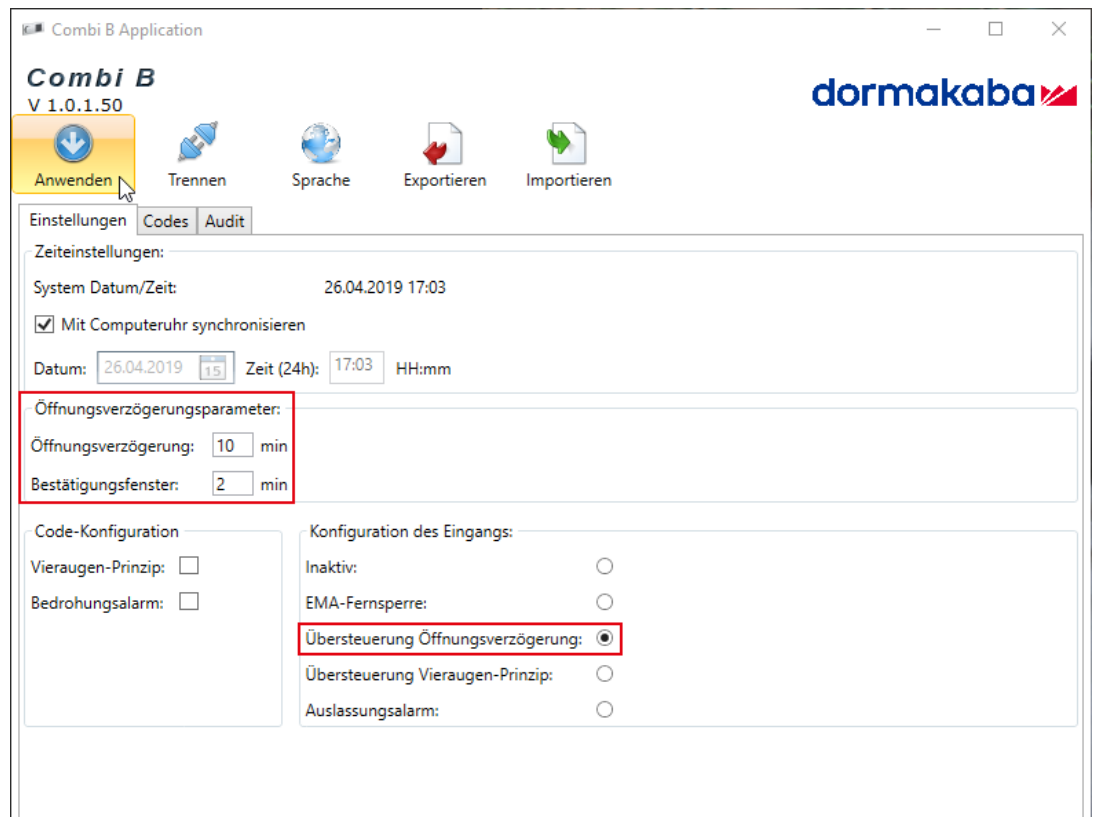 Combi B Application
Combi B
dormakaba
V 1.0.1.50
Anwenden Trennen Sprache Exportieren Importieren
Einstellungen Codes Audit
Zeiteinstellungen:
System Datum/Zeit: 26.04.2019 17:03
Mit Computeruhr synchronisieren
Datum: 26.04.2019 15 Zeit (24h): 17:03 HH:mm
Öffnungsverzögerungsparameter:
Öffnungsverzögerung: 10 min
Bestätigungsfenster: 2 min
Code-Konfiguration
Vieraugen-Prinzip:
Bedrohungsalarm:
Konfiguration des Eingangs:
Inaktiv:
EMA-Fernsperre:
Übersteuerung Öffnungsverzögerung:
Übersteuerung Vieraugen-Prinzip:
Auslassungsalarm: